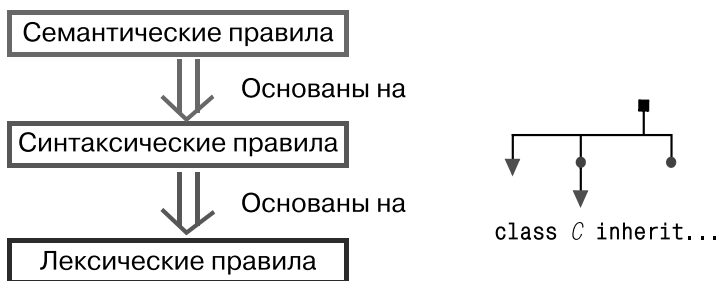 Семантические правила
Основаны на
Синтаксические правила
Основаны на
class C inherit...
Лексические правила